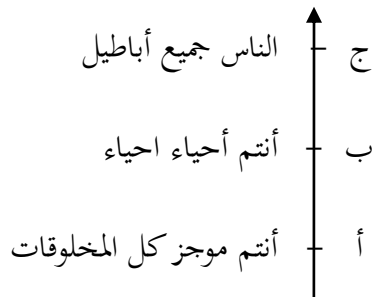 ج الناس جميع أباطيل
ب أنتم أحياء احياء
أ أنتم موجز كل المخلوقات